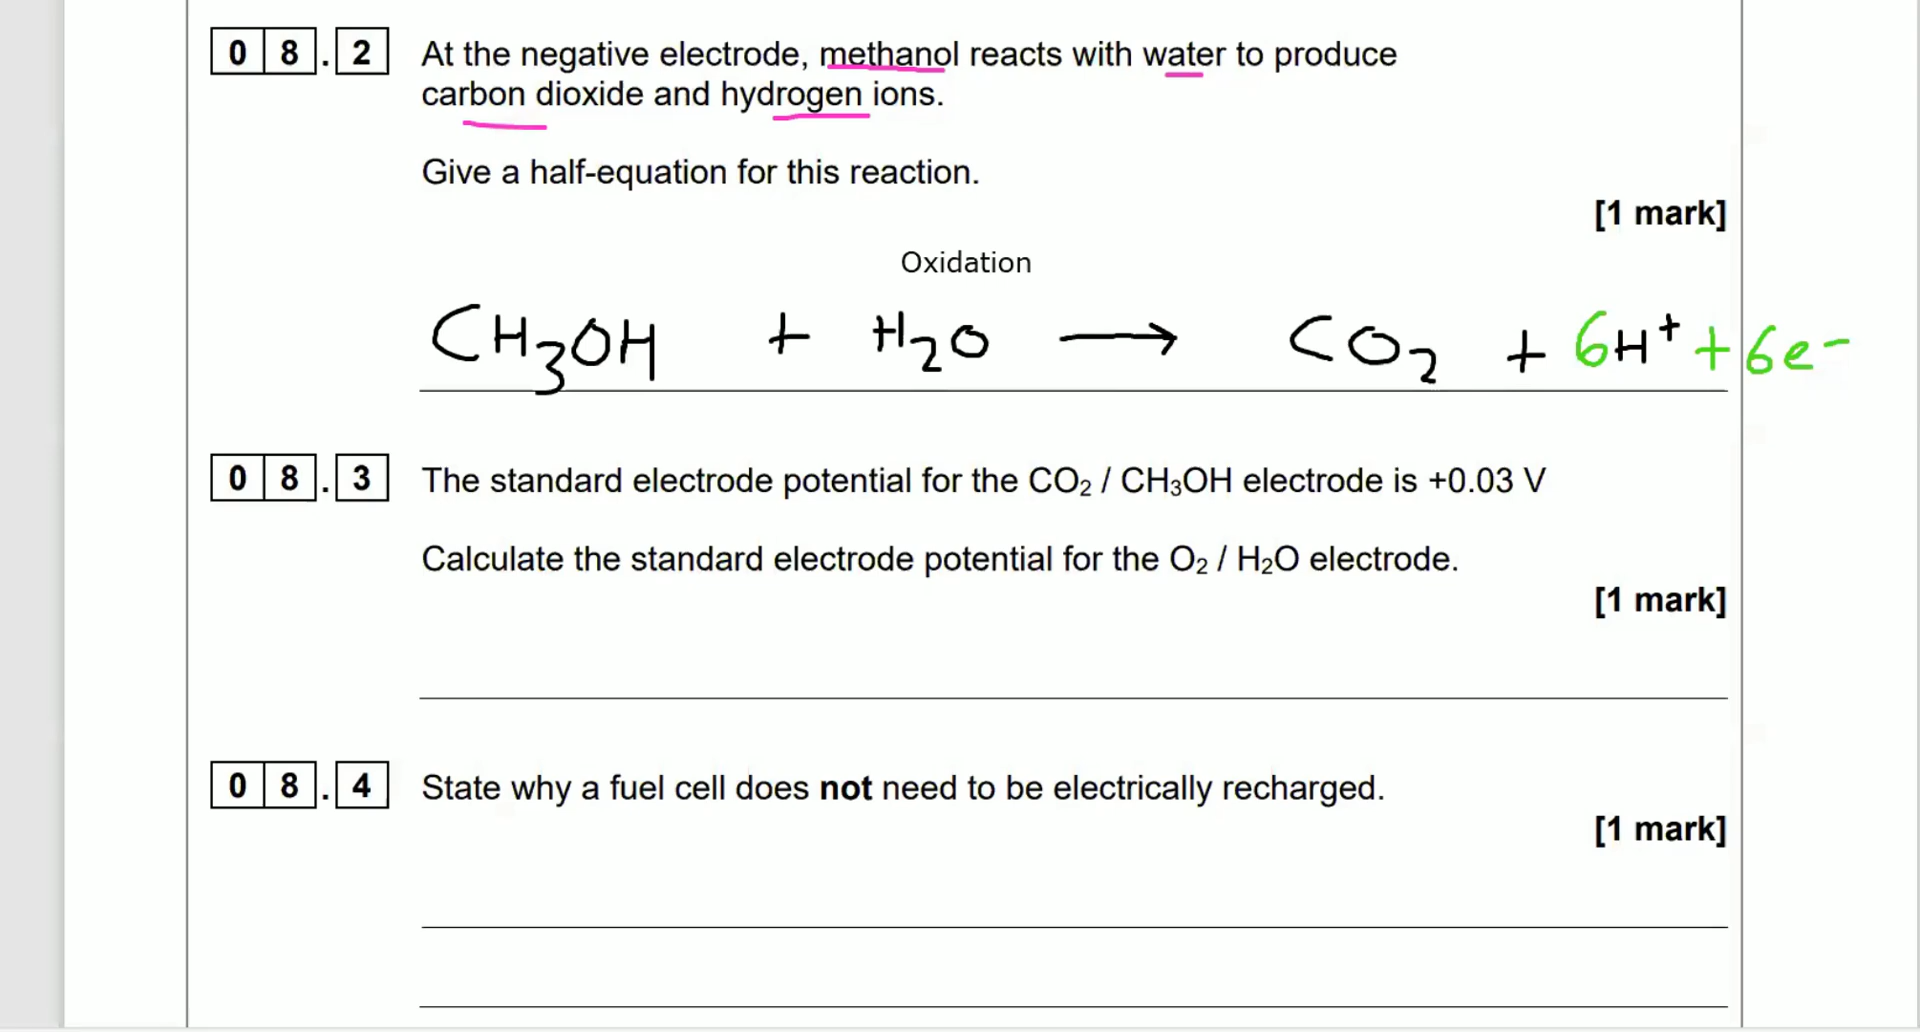 0 8 . 2 At the negative electrode, methanol reacts with water to produce
carbon dioxide and hydrogen ions.
Give a half-equation for this reaction.
[1 mark]
Oxidation
CH₃OH + H₂O → CO₂ + 6H⁺ + 6e⁻
0 8 . 3 The standard electrode potential for the CO₂ / CH₃OH electrode is +0.03 V
Calculate the standard electrode potential for the O₂ / H₂O electrode.
[1 mark]
0 8 . 4 State why a fuel cell does not need to be electrically recharged.
[1 mark]